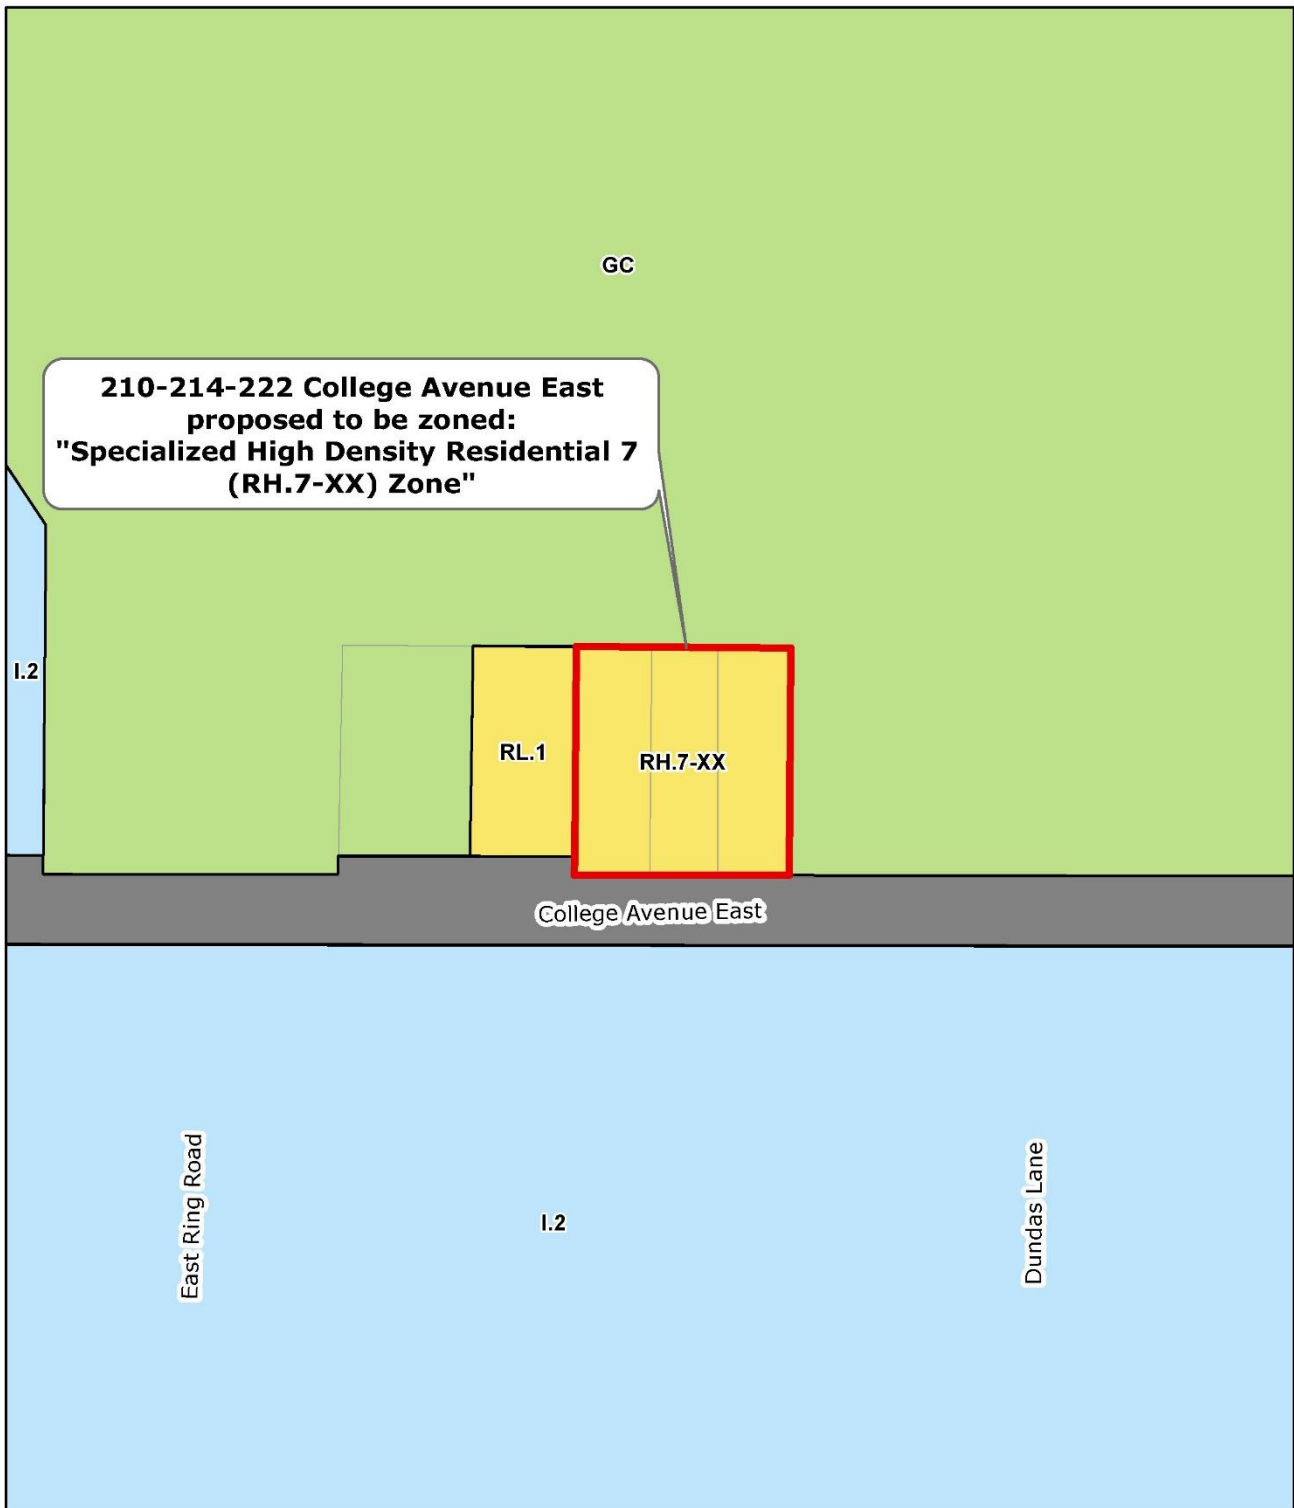 GC
210-214-222 College Avenue East
proposed to be zoned:
"Specialized High Density Residential 7
(RH.7-XX) Zone"
I.2
RL.1
RH.7-XX
College Avenue East
East Ring Road
I.2
Dundas Lane